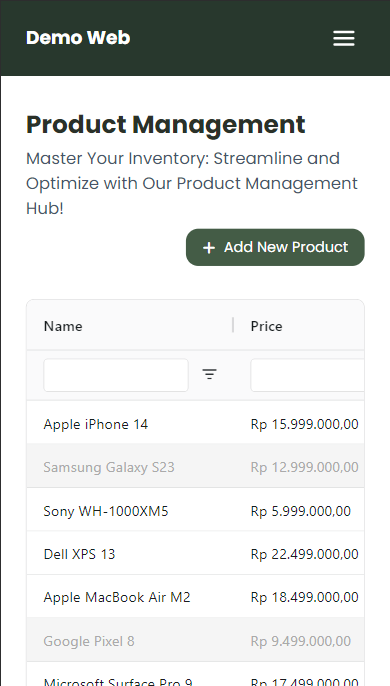 Demo Web
Product Management
Master Your Inventory: Streamline and
Optimize with Our Product Management
Hub!
+ Add New Product
Name Price
Apple iPhone 14 Rp 15.999.000,00
Samsung Galaxy S23 Rp 12.999.000,00
Sony WH-1000XM5 Rp 5.999.000,00
Dell XPS 13 Rp 22.499.000,00
Apple MacBook Air M2 Rp 18.499.000,00
Google Pixel 8 Rp 9.499.000,00
Microsoft Surface Pro 9 Rp 17.499.000,00